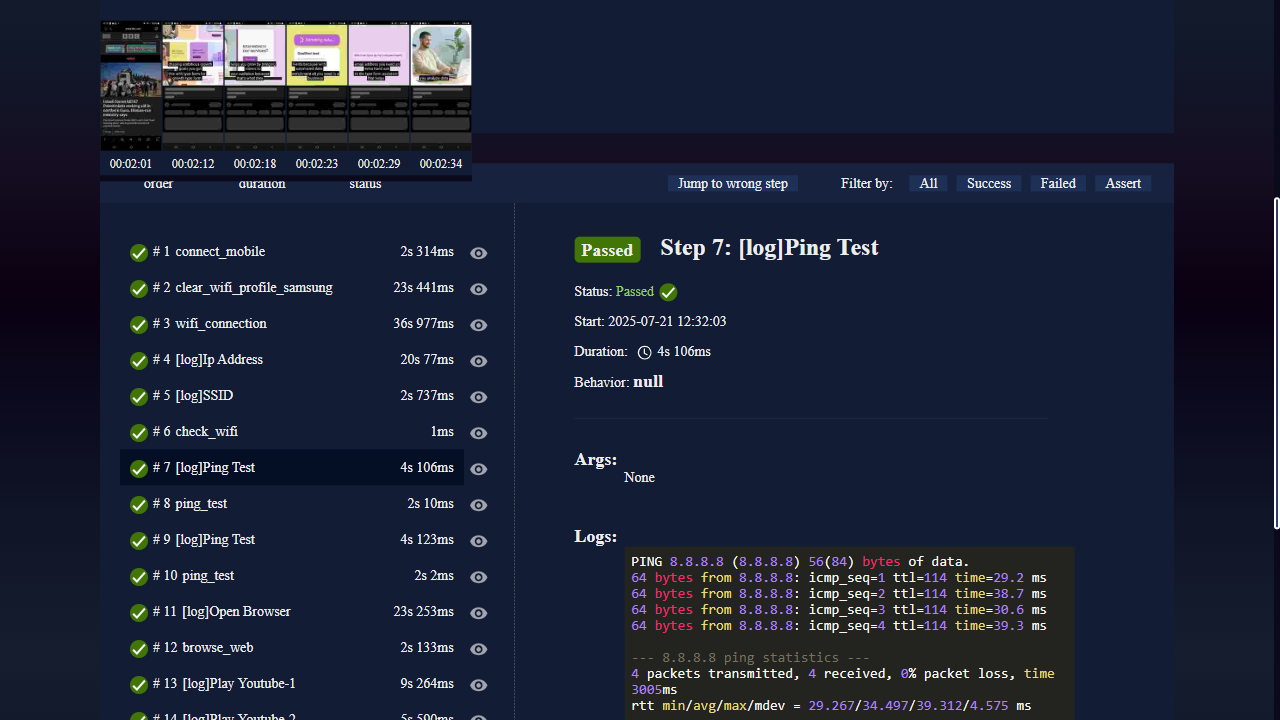 00:02:01 00:02:12 00:02:18 00:02:23 00:02:29 00:02:34
order duration status Jump to wrong step Filter by: All Success Failed Assert
# 1 connect_mobile 2s 314ms
# 2 clear_wifi_profile_samsung 23s 441ms
# 3 wifi_connection 36s 977ms
# 4 [log]Ip Address 20s 77ms
# 5 [log]SSID 2s 737ms
# 6 check_wifi 1ms
# 7 [log]Ping Test 4s 106ms
# 8 ping_test 2s 10ms
# 9 [log]Ping Test 4s 123ms
# 10 ping_test 2s 2ms
# 11 [log]Open Browser 23s 253ms
# 12 browse_web 2s 133ms
# 13 [log]Play Youtube-1 9s 264ms
# 14 [log]Play Youtube-2 5s 590ms
Passed Step 7: [log]Ping Test
Status: Passed
Start: 2025-07-21 12:32:03
Duration: 4s 106ms
Behavior: null
Args:
None
Logs:
PING 8.8.8.8 (8.8.8.8) 56(84) bytes of data.
64 bytes from 8.8.8.8: icmp_seq=1 ttl=114 time=29.2 ms
64 bytes from 8.8.8.8: icmp_seq=2 ttl=114 time=38.7 ms
64 bytes from 8.8.8.8: icmp_seq=3 ttl=114 time=30.6 ms
64 bytes from 8.8.8.8: icmp_seq=4 ttl=114 time=39.3 ms
--- 8.8.8.8 ping statistics ---
4 packets transmitted, 4 received, 0% packet loss, time
3005ms
rtt min/avg/max/mdev = 29.267/34.497/39.312/4.575 ms